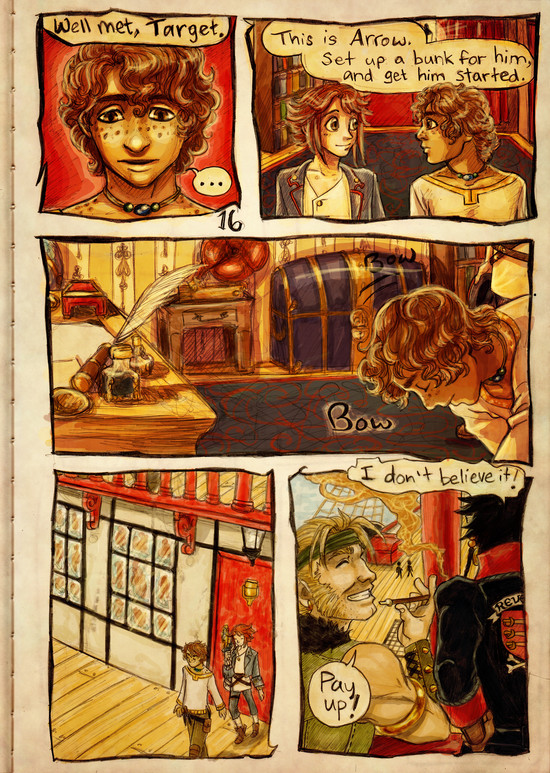 Well met, Target.
...
This is Arrow.
Set up a bunk for him,
and get him started.
16
Bow
Bow
I don't believe it!
Pay
up!